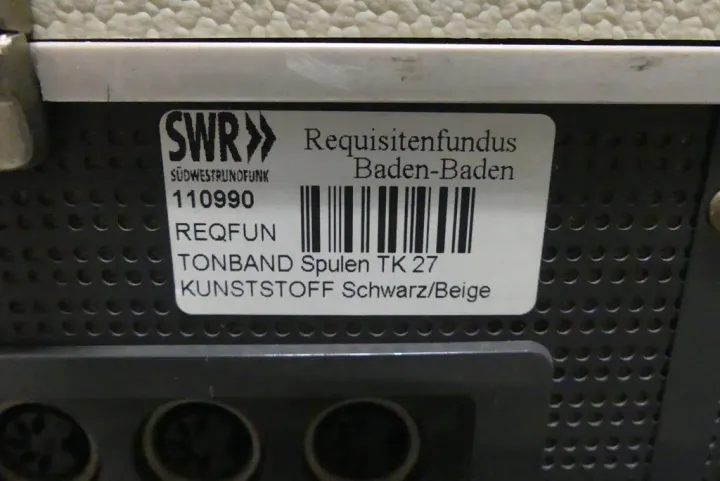 SWR»
SÜDWESTRUNDFUNK
Requisitenfundus
Baden-Baden
110990
REQFUN
TONBAND Spulen TK 27
KUNSTSTOFF Schwarz/Beige